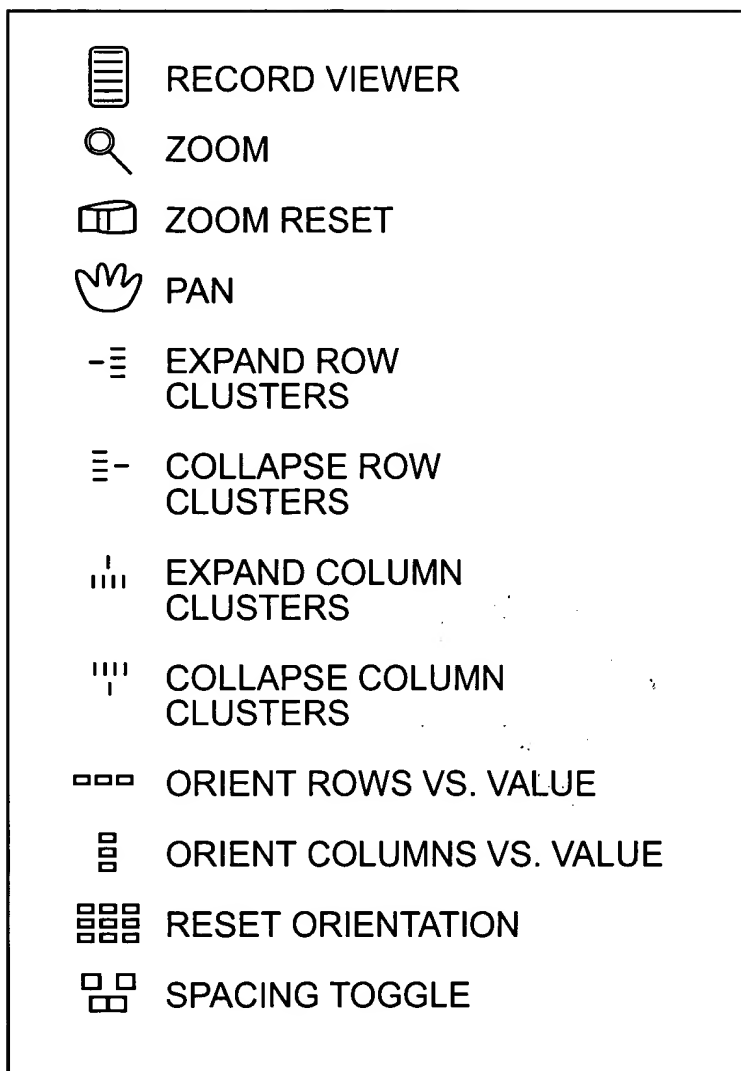 RECORD VIEWER
ZOOM
ZOOM RESET
PAN
EXPAND ROW
CLUSTERS
COLLAPSE ROW
CLUSTERS
EXPAND COLUMN
CLUSTERS
COLLAPSE COLUMN
CLUSTERS
ORIENT ROWS VS. VALUE
ORIENT COLUMNS VS. VALUE
RESET ORIENTATION
SPACING TOGGLE